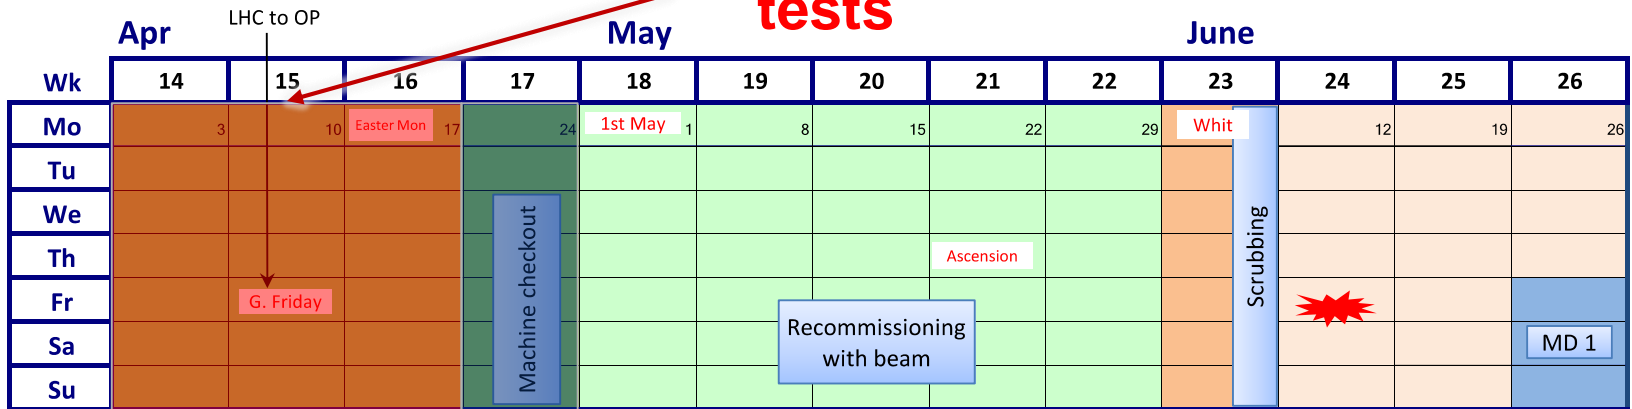 tests
LHC to OP
Apr May June
Wk 14 15 16 17 18 19 20 21 22 23 24 25 26
Mo 3 10 Easter Mon 17 24 1st May 1 8 15 22 29 Whit 12 19 26
Tu
We
Th Ascension
Fr G. Friday
Sa
Su
Machine checkout
Recommissioning
with beam
Scrubbing
MD 1